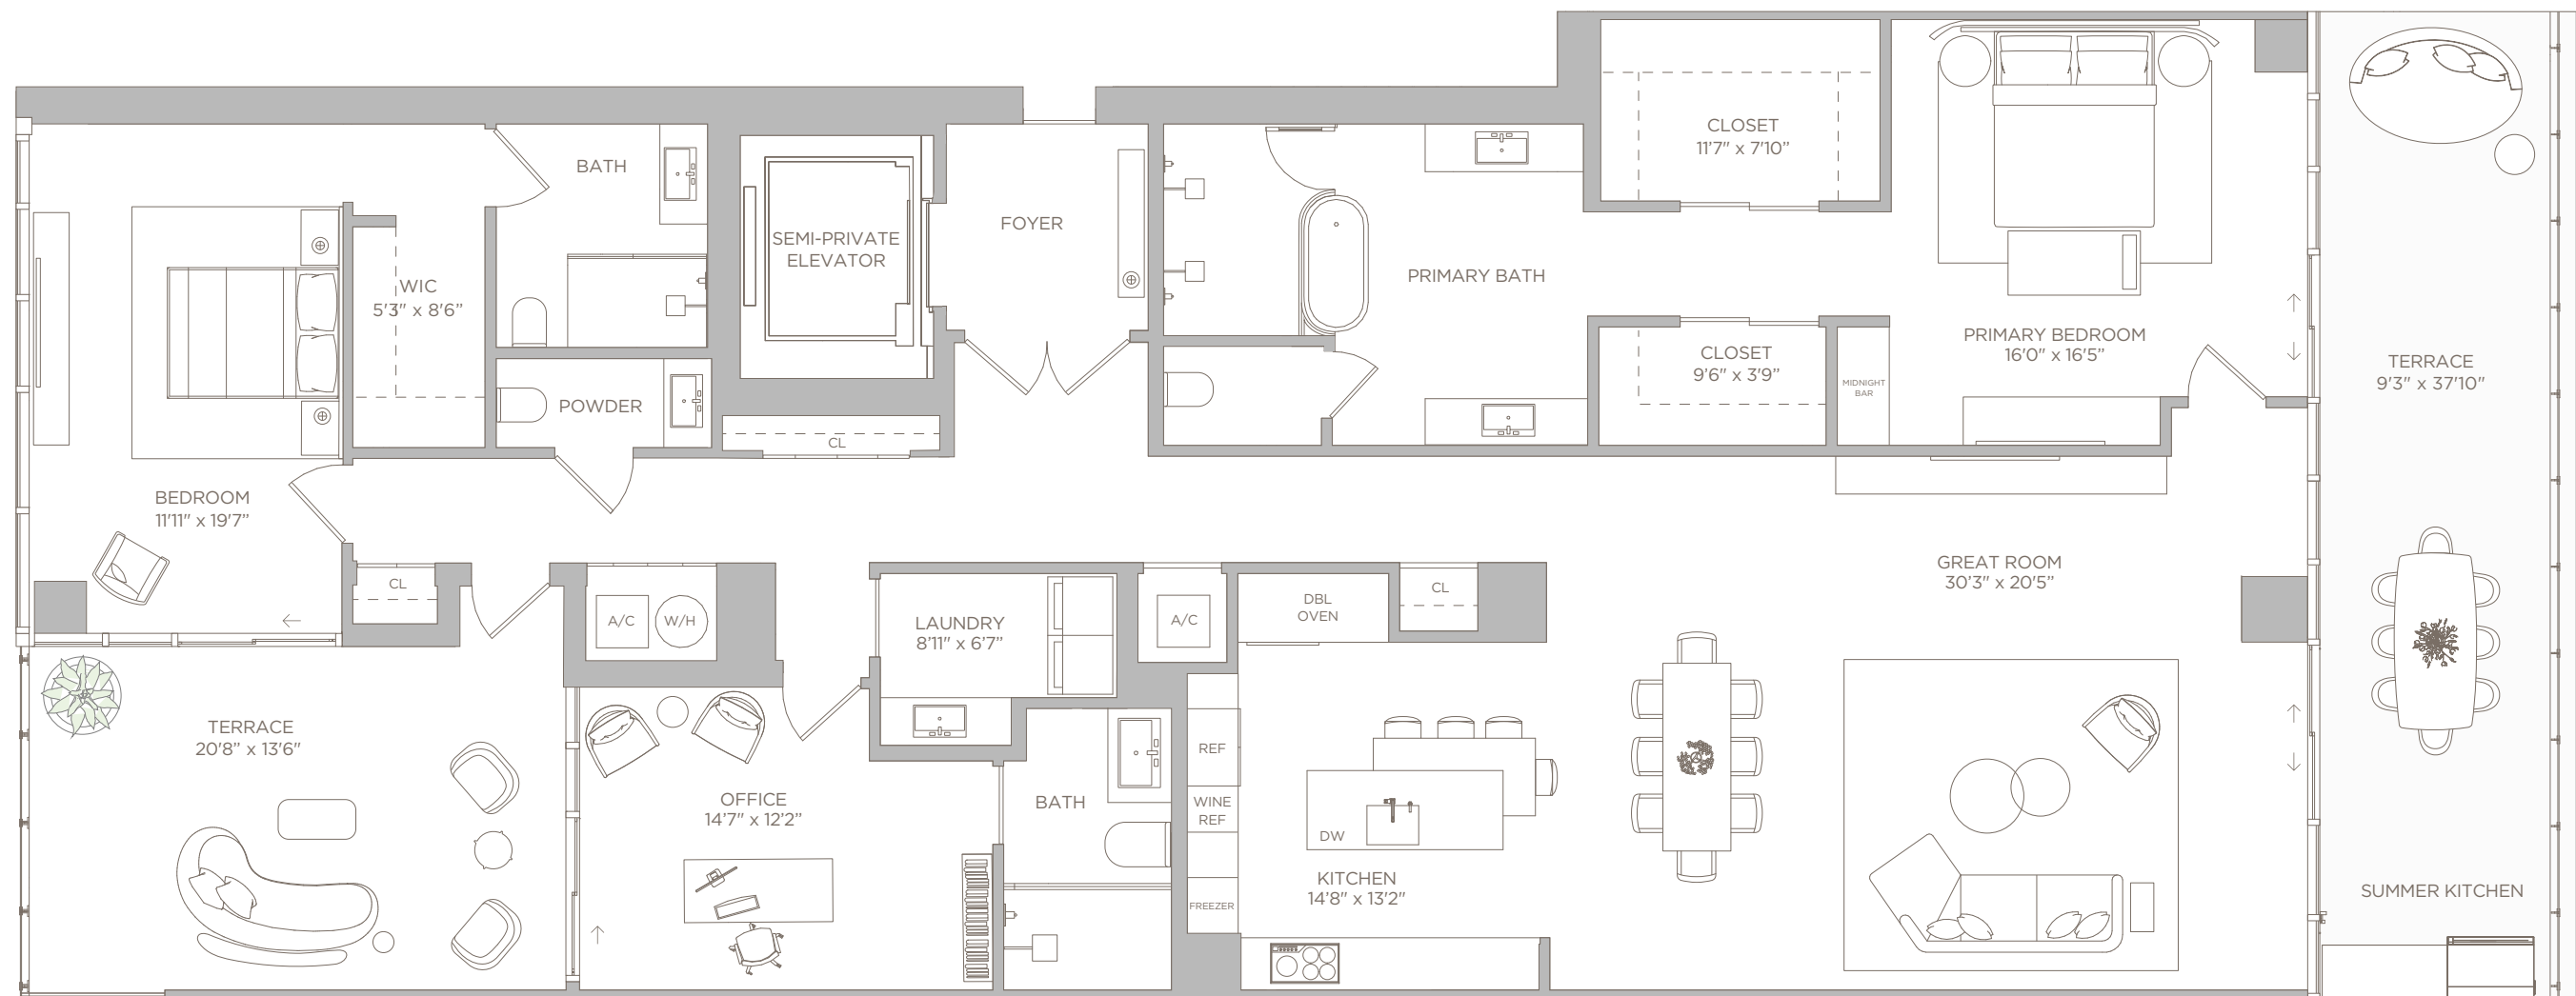 BATH
SEMI-PRIVATE
ELEVATOR
FOYER
WIC
5'3" x 8'6”
POWDER
CL
BEDROOM
11'11" x 19'7”
CL
PRIMARY BATH
CLOSET
11’7" x 7’10”
CLOSET
9’6" x 3’9”
MIDNIGHT
BAR
PRIMARY BEDROOM
16'0" x 16'5”
TERRACE
9'3” x 37'10"
GREAT ROOM
30'3” x 20'5”
A/C
W/H
LAUNDRY
8'11" x 6’7”
A/C
DBL
OVEN
CL
TERRACE
20'8” x 13'6"
OFFICE
14’7" x 12’2”
BATH
REF
WINE
REF
FREEZER
DW
KITCHEN
14’8" x 13’2"
SUMMER KITCHEN